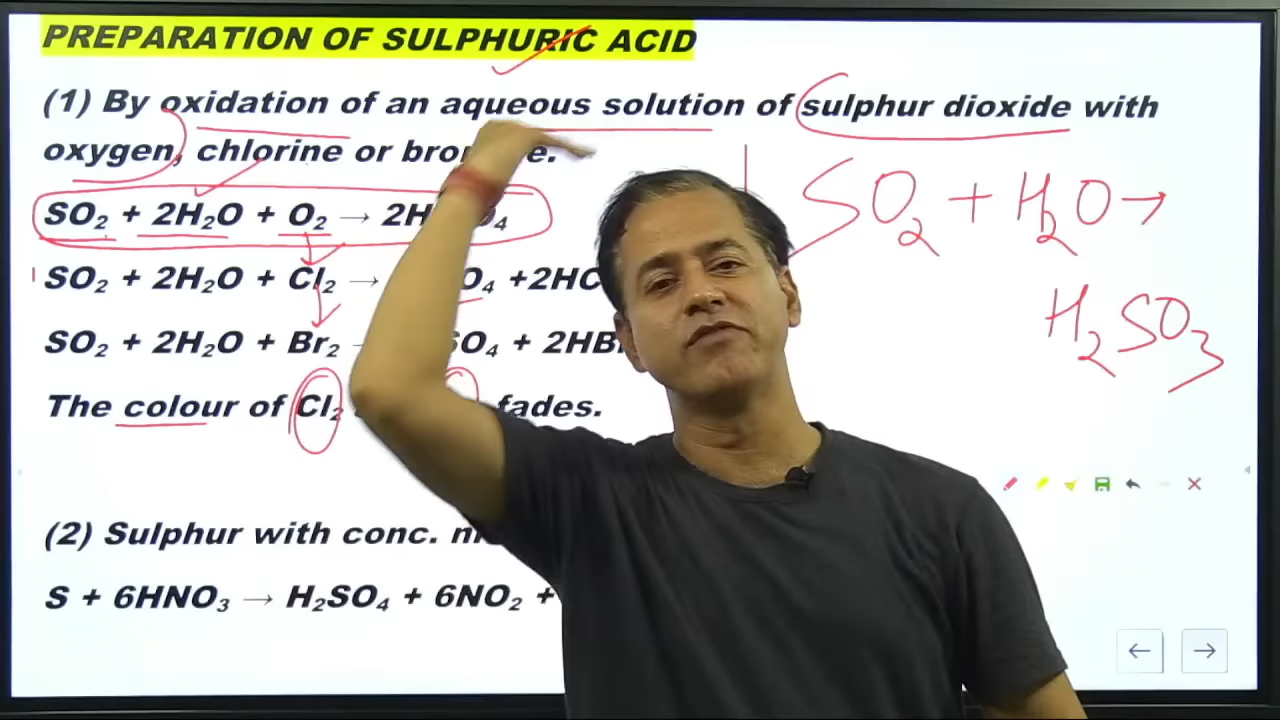 PREPARATION OF SULPHURIC ACID
(1) By oxidation of an aqueous solution of sulphur dioxide with
oxygen, chlorine or
SO₂ + 2H₂O + O₂ → 2H
SO₂ + 2H₂O + Cl₂ → O₄ +2HC
SO₂ + 2H₂O + Br₂ SO₄ + 2HB
The colour of Cl₂ fades.
SO₂ + H₂O →
H₂SO₃
(2) Sulphur with conc.
S + 6HNO₃ → H₂SO₄ + 6NO₂ +